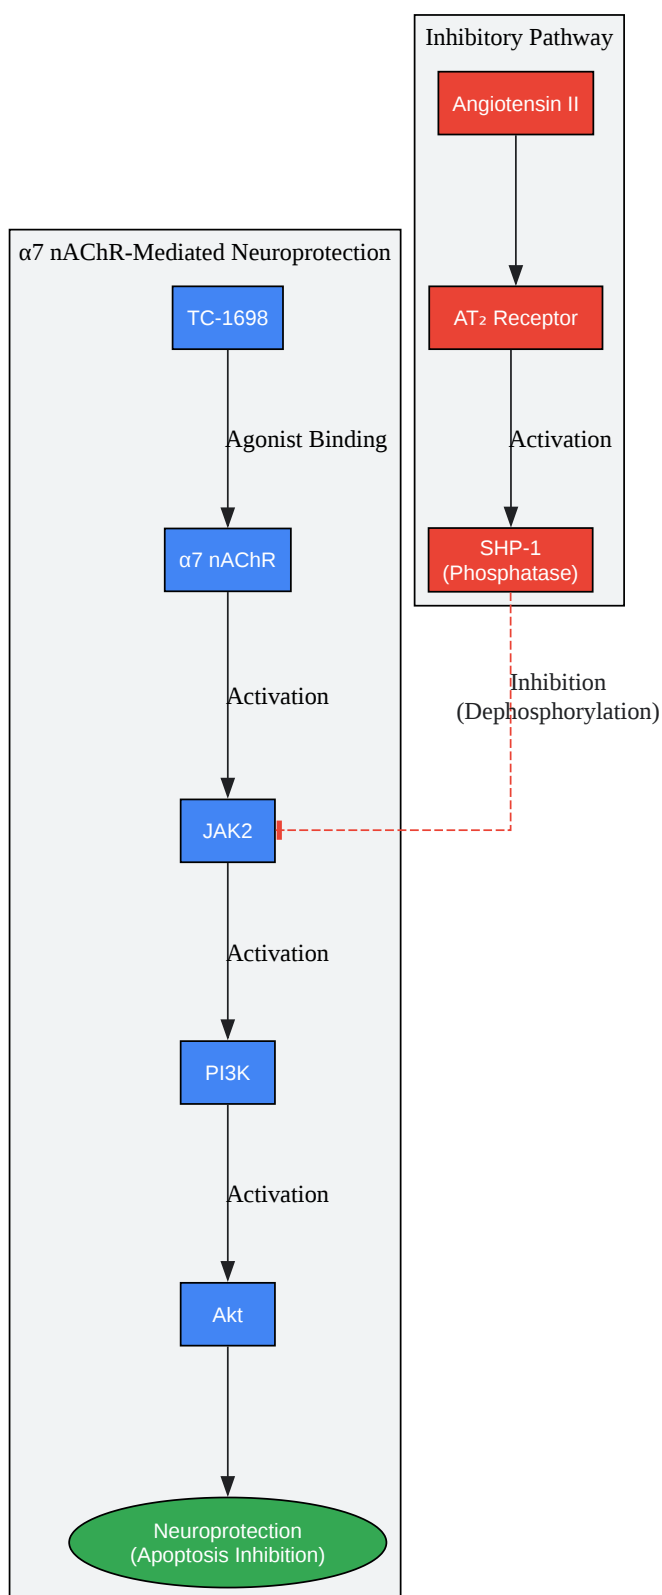 Inhibitory Pathway
Angiotensin II
AT₂ Receptor
Activation
SHP-1
(Phosphatase)
Inhibition
(Dephosphorylation)
α7 nAChR-Mediated Neuroprotection
TC-1698
Agonist Binding
α7 nAChR
Activation
JAK2
Activation
PI3K
Activation
Akt
Neuroprotection
(Apoptosis Inhibition)